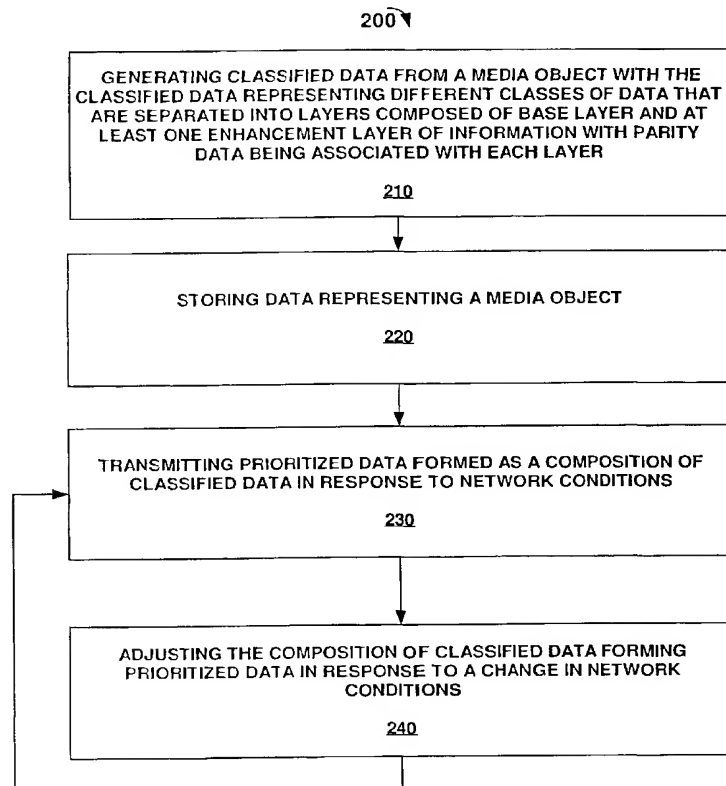 200
GENERATING CLASSIFIED DATA FROM A MEDIA OBJECT WITH THE
CLASSIFIED DATA REPRESENTING DIFFERENT CLASSES OF DATA THAT
ARE SEPARATED INTO LAYERS COMPOSED OF BASE LAYER AND AT
LEAST ONE ENHANCEMENT LAYER OF INFORMATION WITH PARITY
DATA BEING ASSOCIATED WITH EACH LAYER
210
STORING DATA REPRESENTING A MEDIA OBJECT
220
TRANSMITTING PRIORITIZED DATA FORMED AS A COMPOSITION OF
CLASSIFIED DATA IN RESPONSE TO NETWORK CONDITIONS
230
ADJUSTING THE COMPOSITION OF CLASSIFIED DATA FORMING
PRIORITIZED DATA IN RESPONSE TO A CHANGE IN NETWORK
CONDITIONS
240